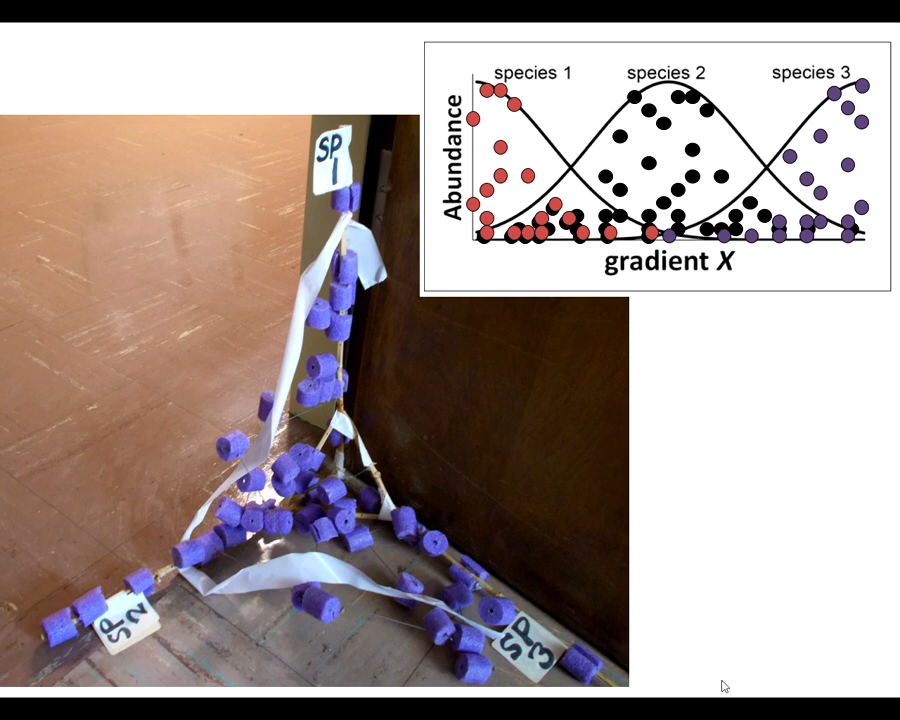 species 1 species 2 species 3
Abundance
gradient X
SP
1
SP
2
SP
3